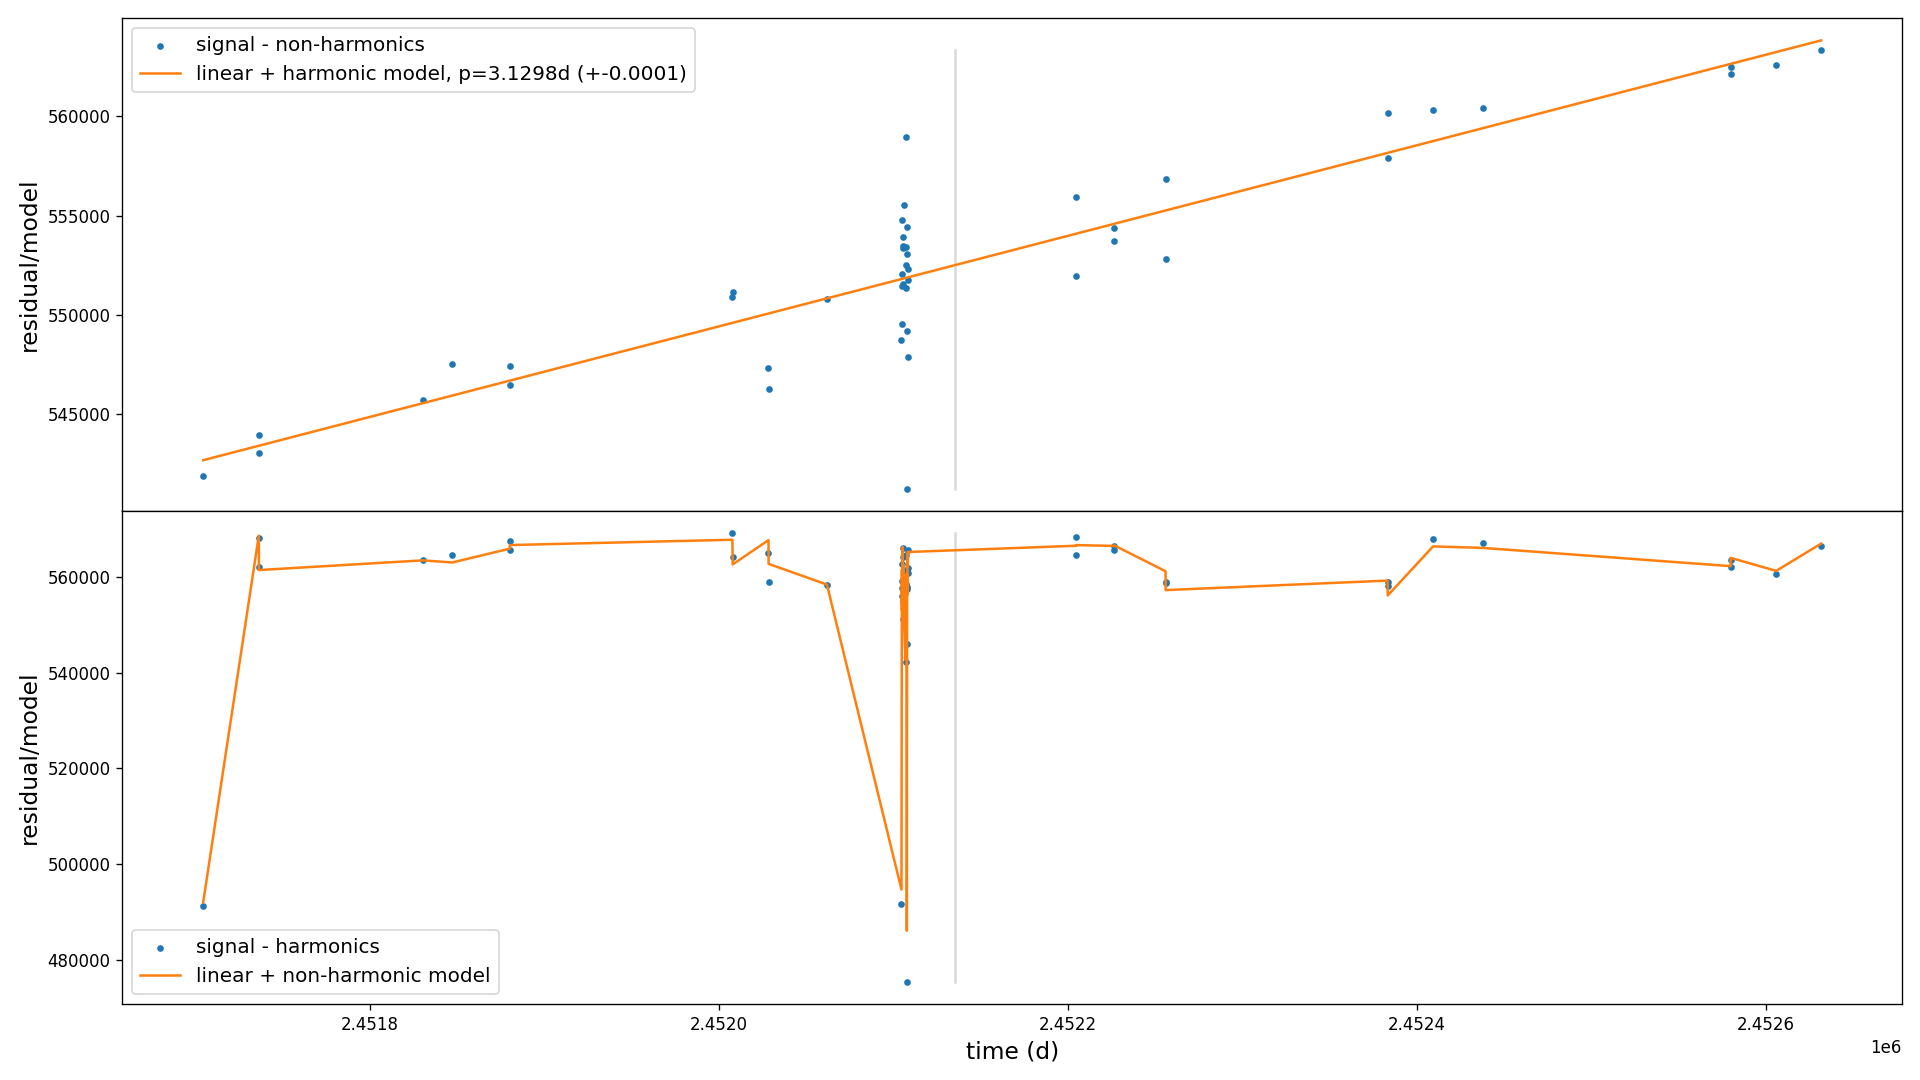 signal - non-harmonics
linear + harmonic model, p=3.1298d (+-0.0001)
residual/model
560000
555000
550000
545000
residual/model
560000
540000
520000
500000
480000
signal - harmonics
linear + non-harmonic model
2.4518
2.4520
2.4522
2.4524
2.4526
1e6
time (d)